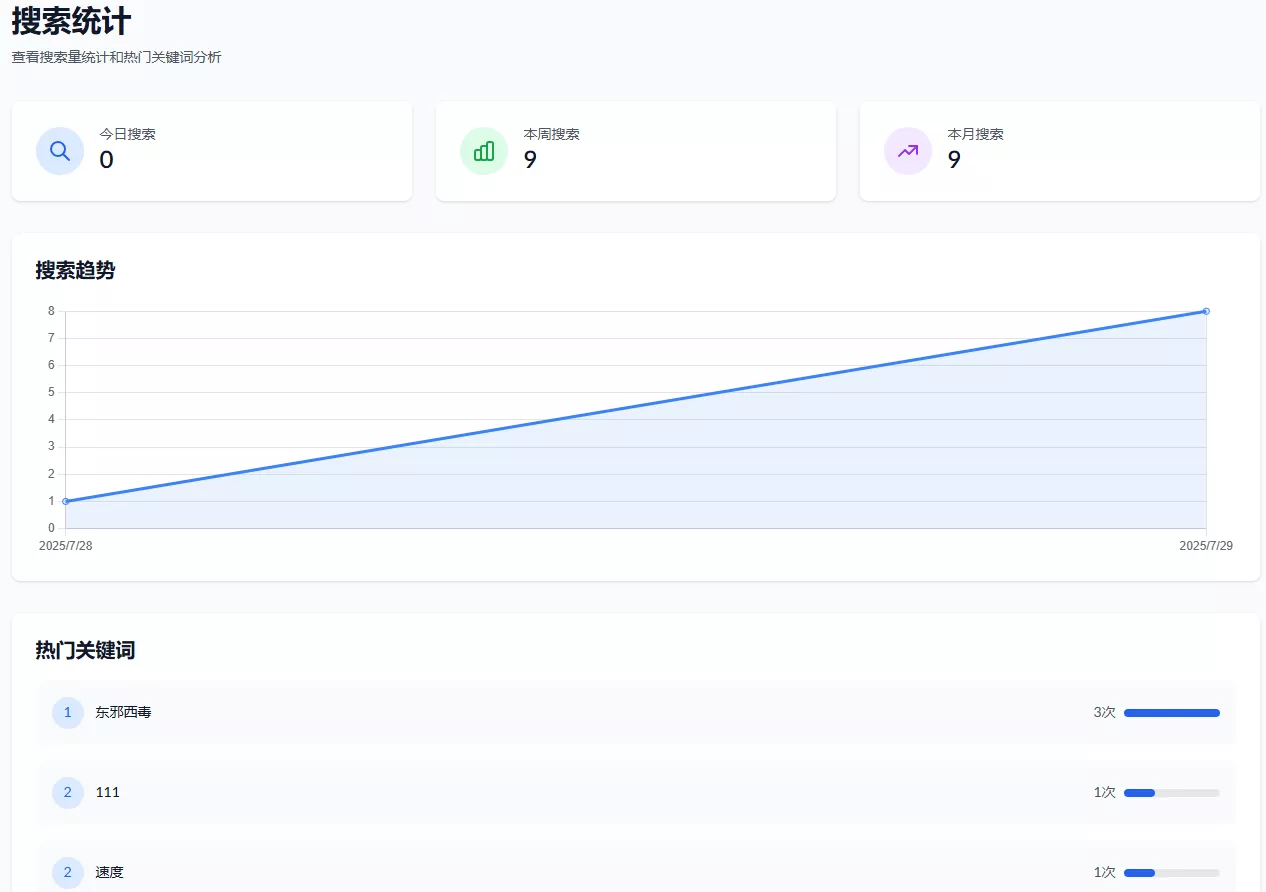 搜索统计
查看搜索量统计和热门关键词分析
今日搜索
0
本周搜索
9
本月搜索
9
搜索趋势
8
7
6
5
4
3
2
1
0
2025/7/28 2025/7/29
热门关键词
1 东邪西毒 3次
2 111 1次
2 速度 1次